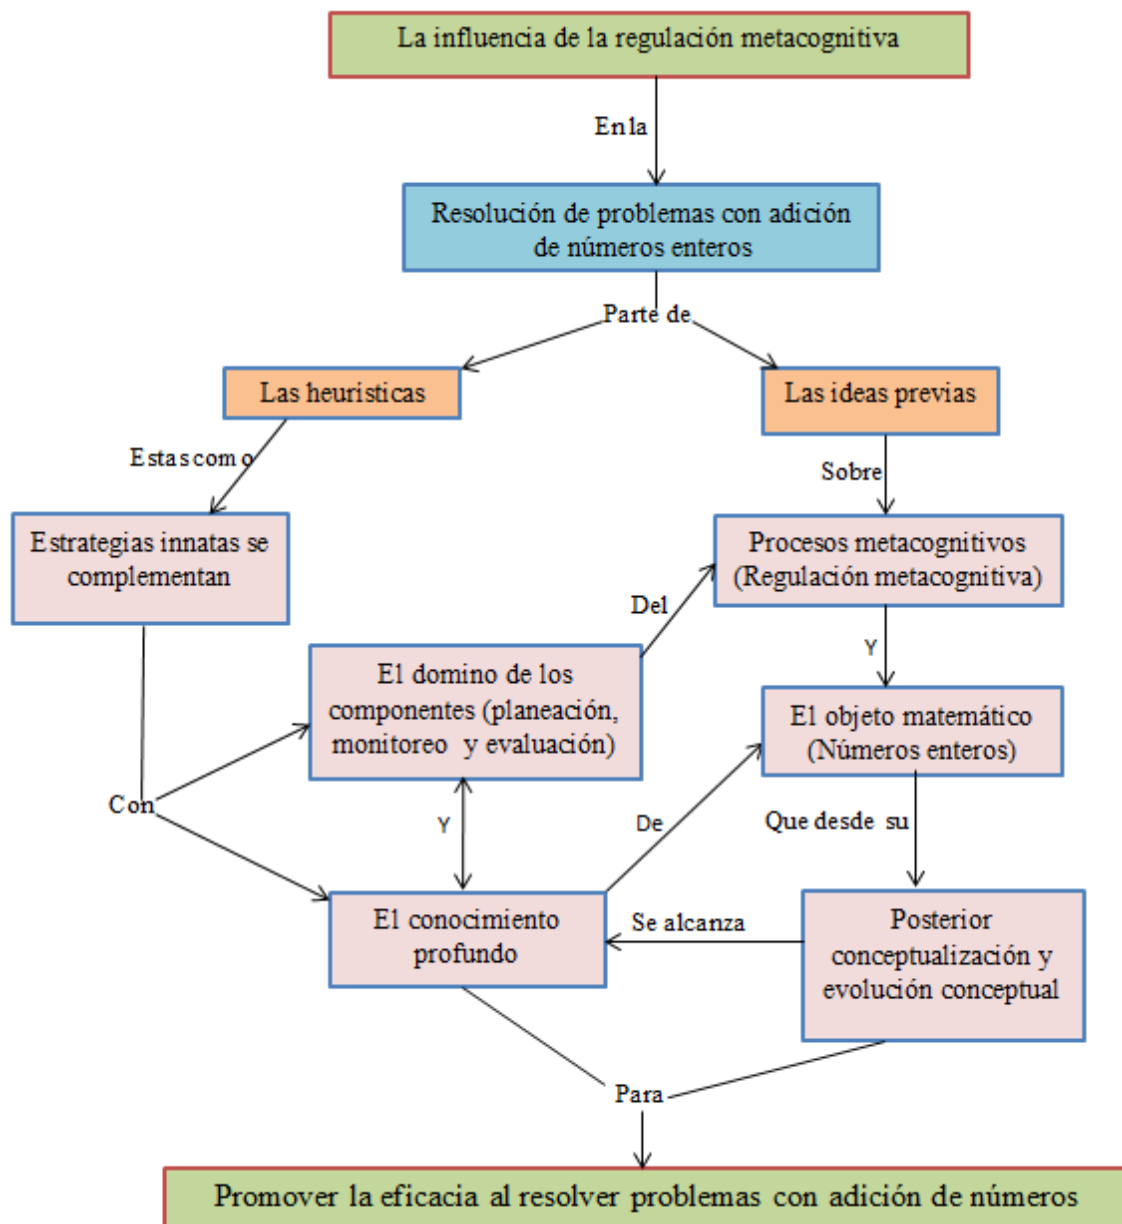 La influencia de la regulación metacognitiva
En la
Resolución de problemas con adición
de números enteros
Parte de
Las heurísticas
Las ideas previas
Estas como
Sobre
Estrategias innatas se
complementan
Procesos metacognitivos
(Regulación metacognitiva)
Del
Y
El domino de los
componentes (planeación,
monitoreo y evaluación)
El objeto matemático
(Números enteros)
Con
Y
De
Que desde su
El conocimiento
profundo
Se alcanza
Posterior
conceptualización y
evolución conceptual
Para
Promover la eficacia al resolver problemas con adición de números